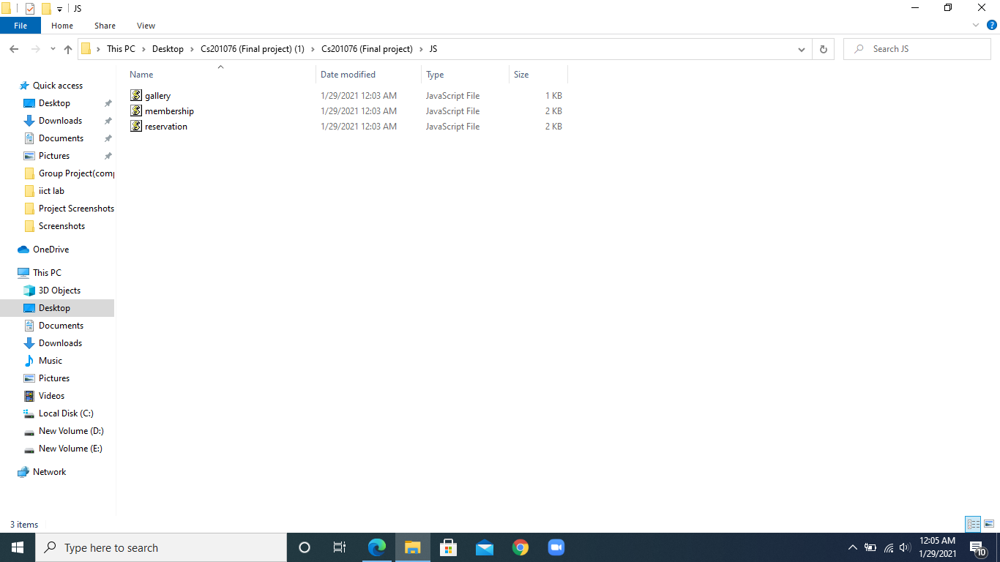 JS
File Home Share View
This PC Desktop Cs201076 (Final project) (1) Cs201076 (Final project) JS
Search JS
Name Date modified Type Size
gallery 1/29/2021 12:03 AM JavaScript File 1 KB
membership 1/29/2021 12:03 AM JavaScript File 2 KB
reservation 1/29/2021 12:03 AM JavaScript File 2 KB
Quick access
Desktop
Downloads
Documents
Pictures
Group Project(comp
iict lab
Project Screenshots
Screenshots
OneDrive
This PC
3D Objects
Desktop
Documents
Downloads
Music
Pictures
Videos
Local Disk (C:)
New Volume (D:)
New Volume (E:)
Network
3 items
Type here to search
12:05 AM
1/29/2021
10